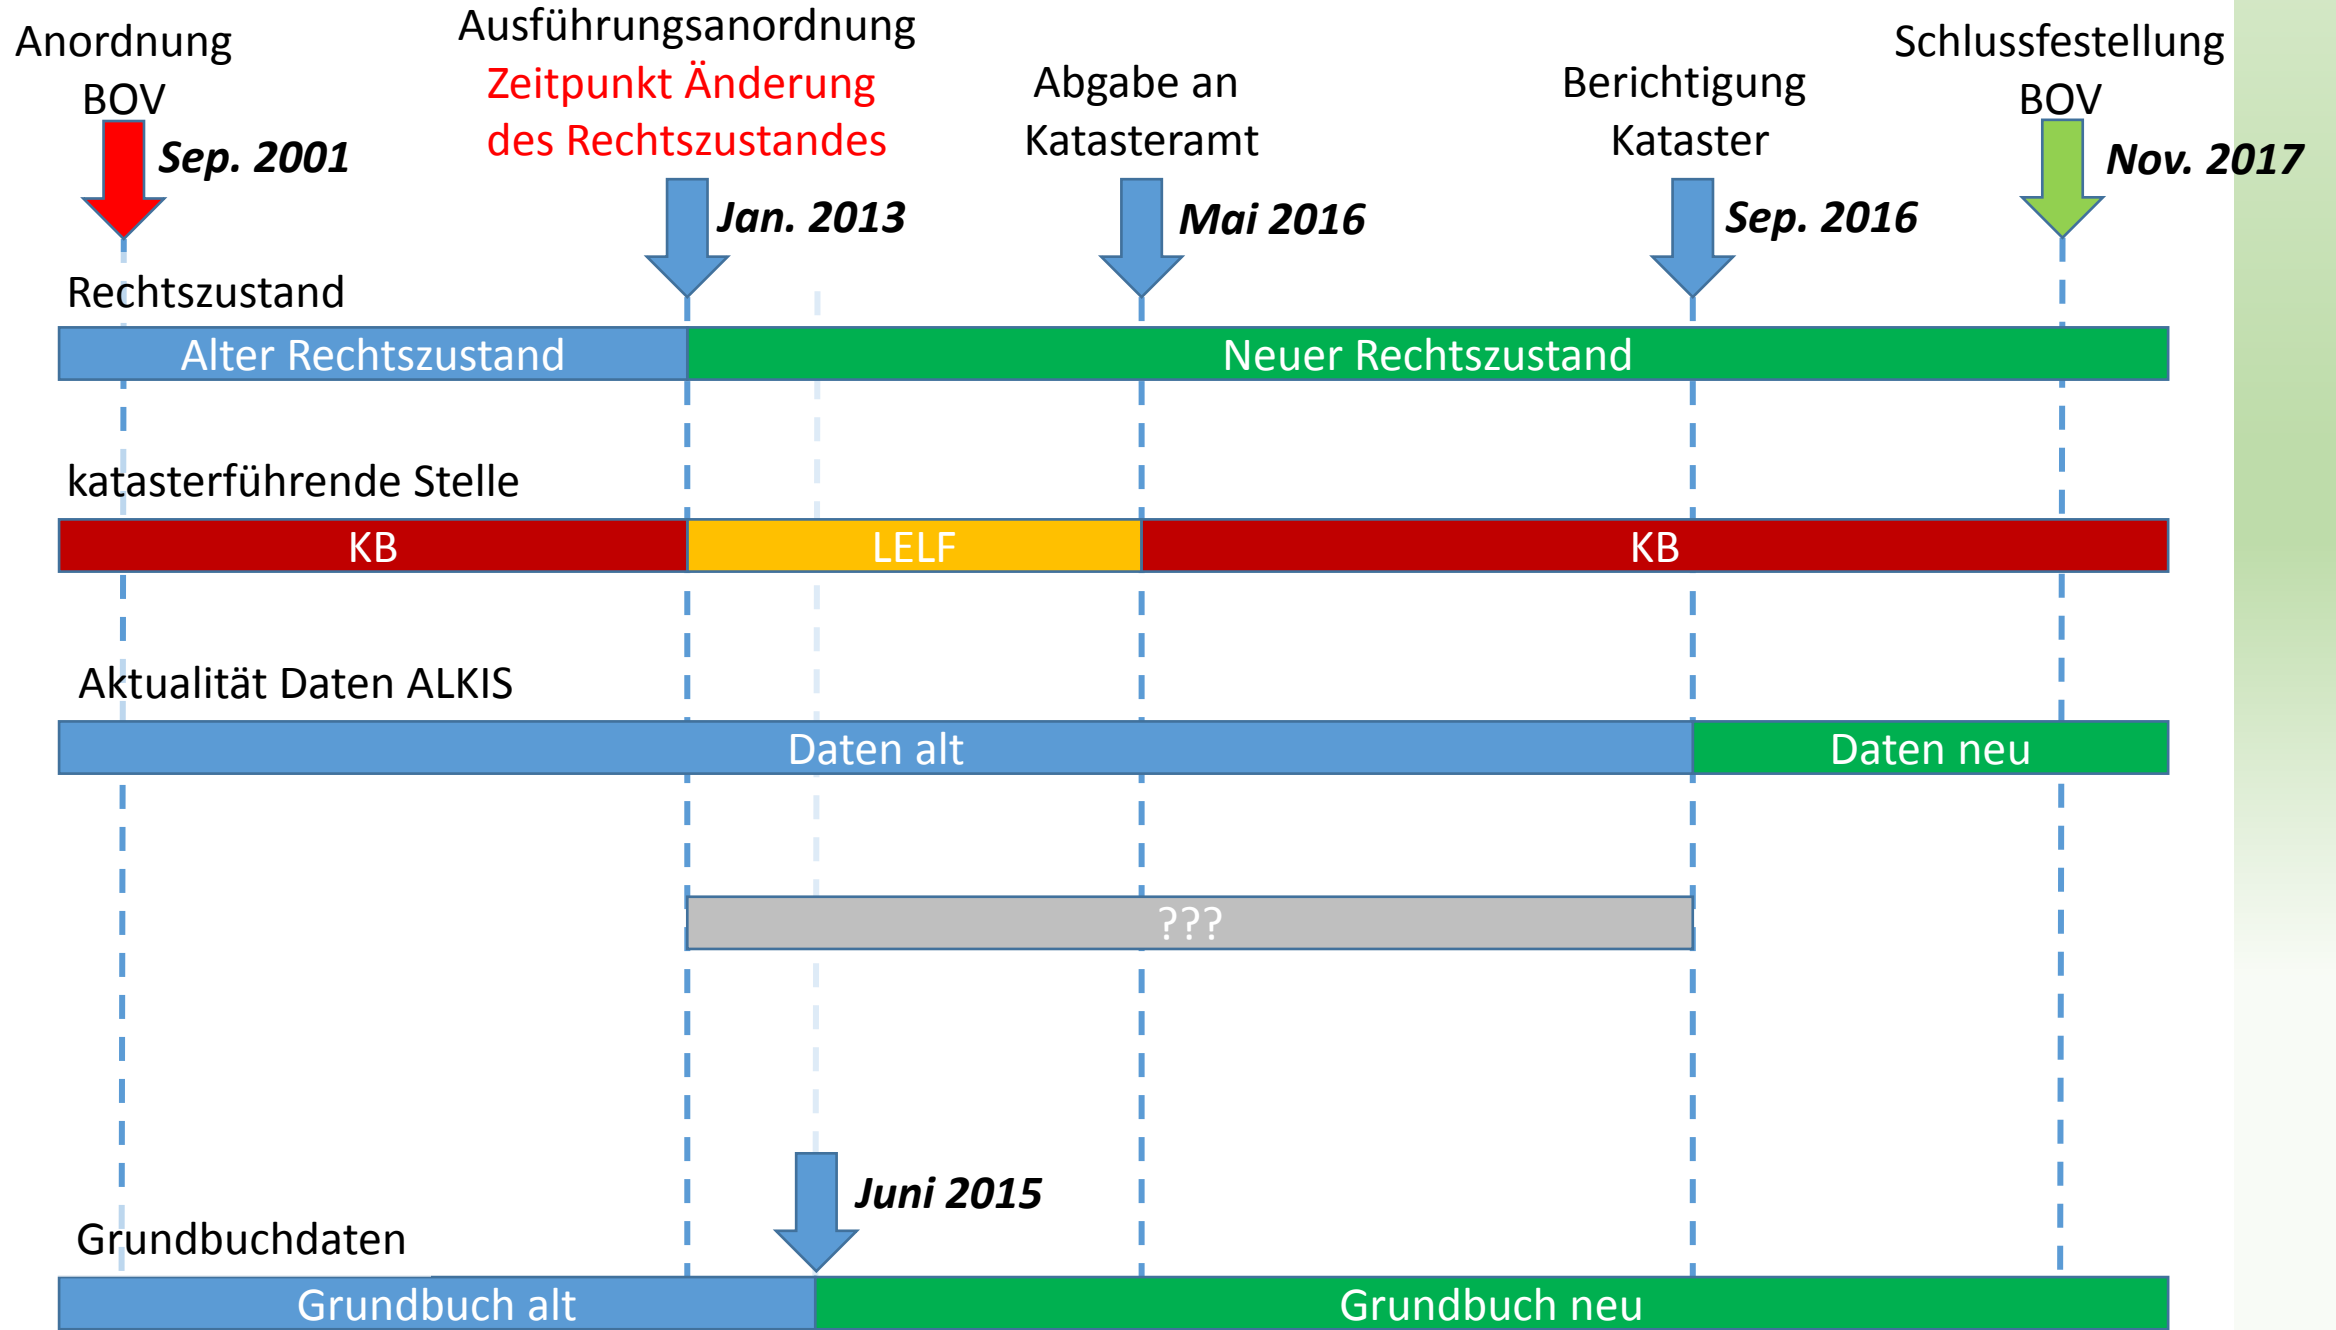 Anordnung
BOV
Sep. 2001
Ausführungsanordnung
Zeitpunkt Änderung
des Rechtszustandes
Jan. 2013
Abgabe an
Katasteramt
Mai 2016
Berichtigung
Kataster
Sep. 2016
Schlussfestellung
BOV
Nov. 2017
Rechtszustand
Alter Rechtszustand
Neuer Rechtszustand
katasterführende Stelle
KB
LELF
KB
Aktualität Daten ALKIS
Daten alt
Daten neu
???
Juni 2015
Grundbuchdaten
Grundbuch alt
Grundbuch neu